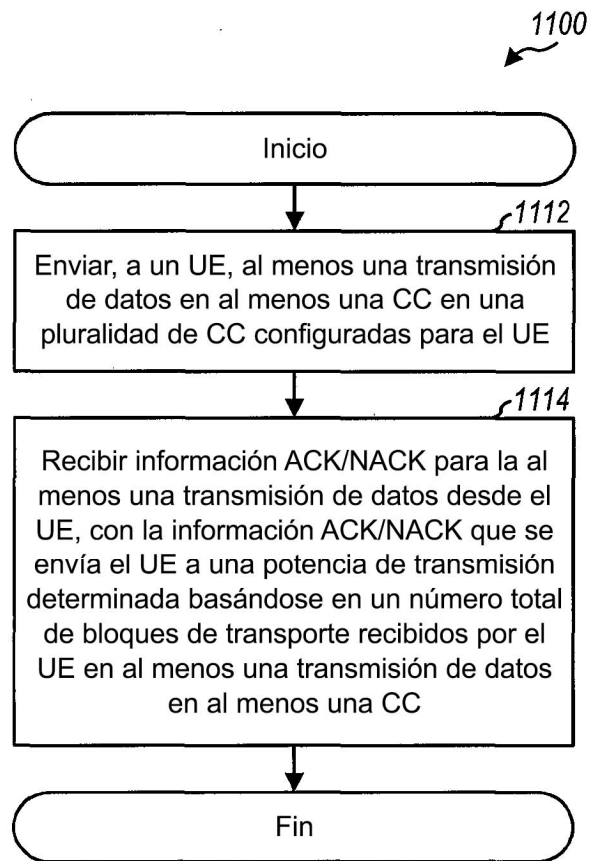 1100
Inicio
1112
Enviar, a un UE, al menos una transmisión
de datos en al menos una CC en una
pluralidad de CC configuradas para el UE
1114
Recibir información ACK/NACK para la al
menos una transmisión de datos desde el
UE, con la información ACK/NACK que se
envía el UE a una potencia de transmisión
determinada basándose en un número total
de bloques de transporte recibidos por el
UE en al menos una transmisión de datos
en al menos una CC
Fin